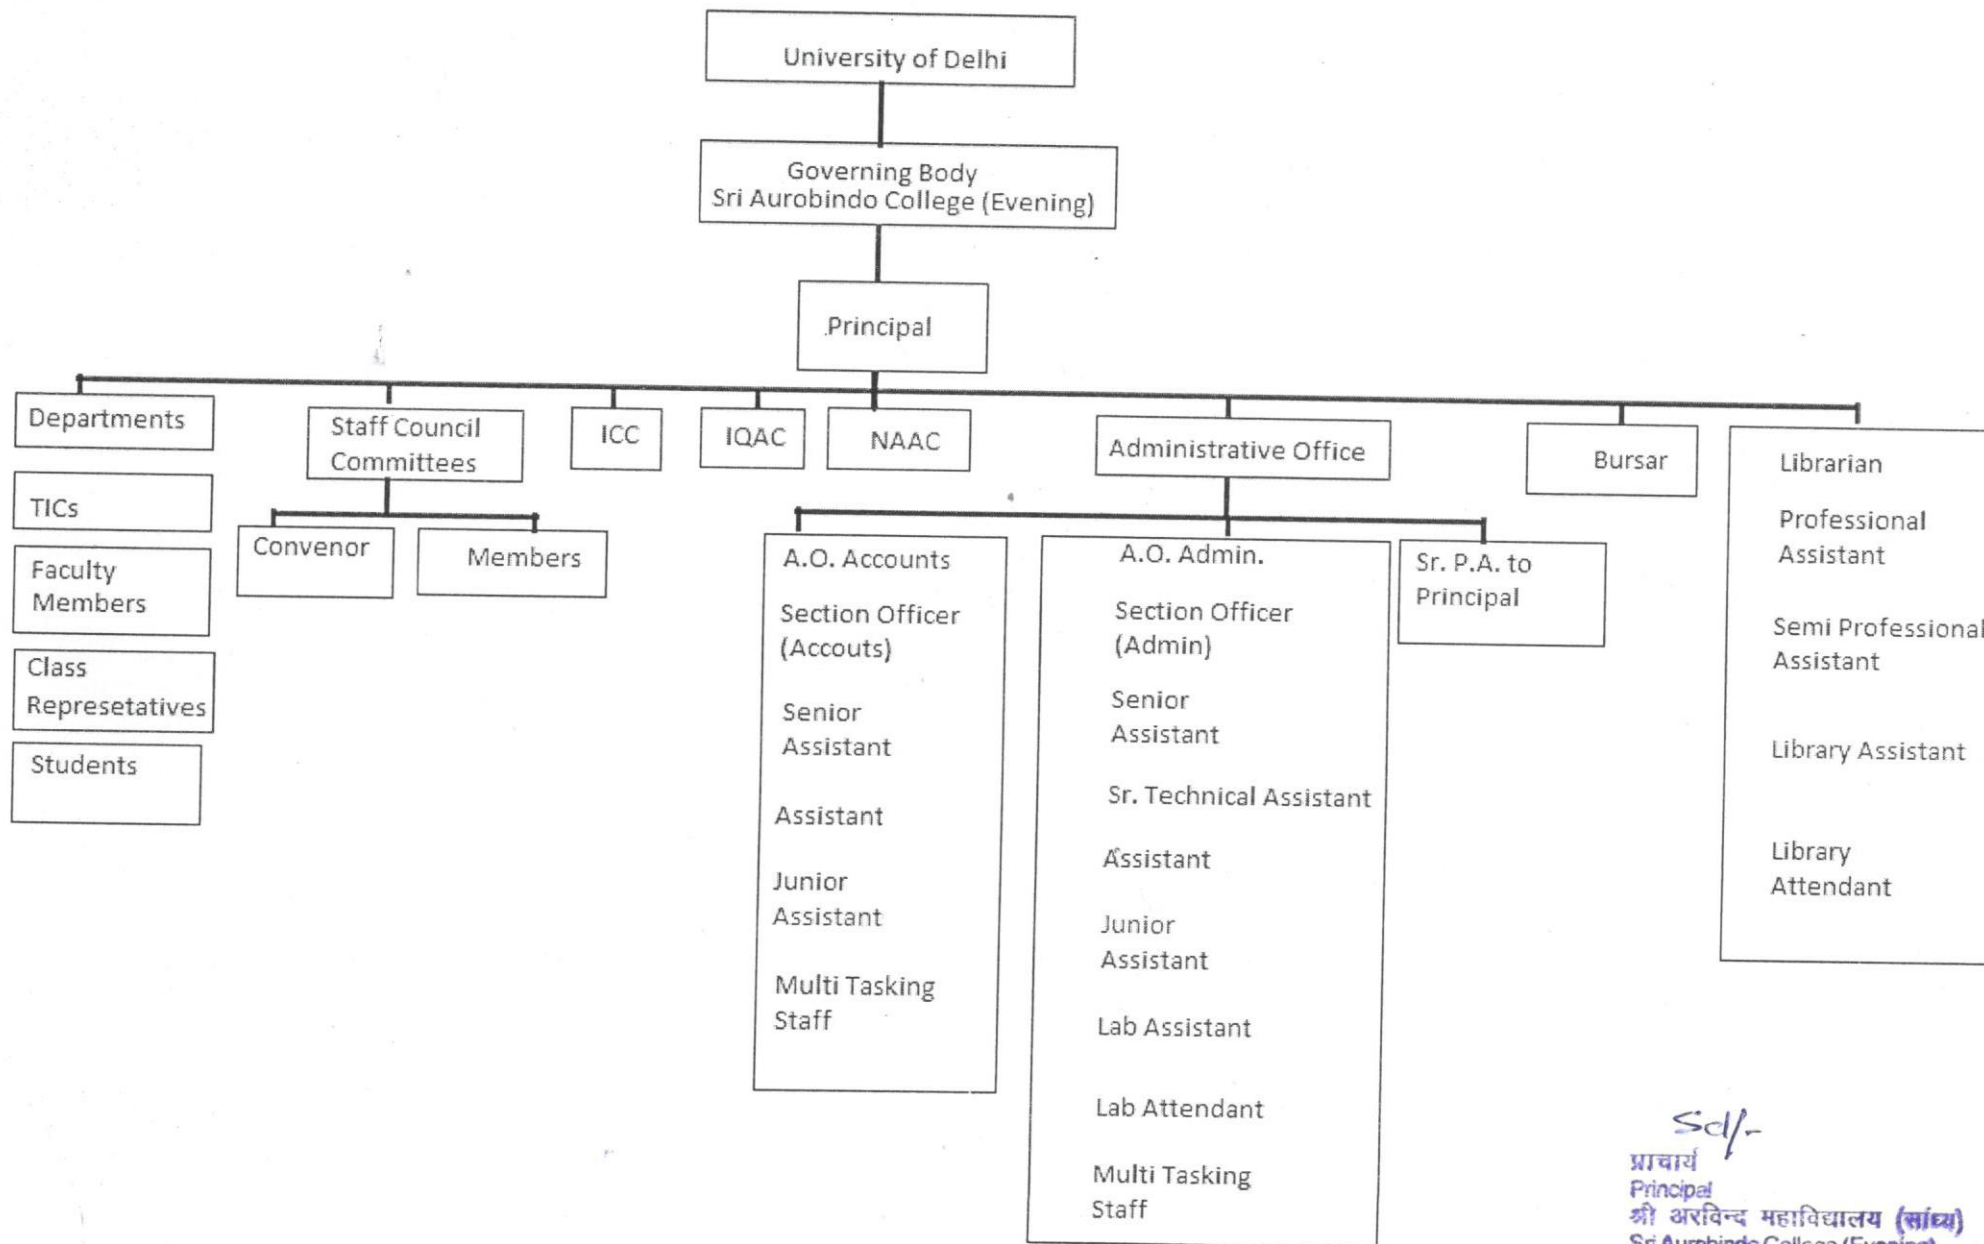 University of Delhi
Governing Body
Sri Aurobindo College (Evening)
Principal
Departments
TICs
Faculty
Members
Class
Represetatives
Students
Staff Council
Committees
Convenor
Members
ICC
IQAC
NAAC
Administrative Office
A.O. Accounts
Section Officer
(Accouts)
Senior
Assistant
Assistant
Junior
Assistant
Multi Tasking
Staff
A.O. Admin.
Section Officer
(Admin)
Senior
Assistant
Sr. Technical Assistant
Assistant
Junior
Assistant
Lab Assistant
Lab Attendant
Multi Tasking
Staff
Sr. P.A. to
Principal
Bursar
Librarian
Professional
Assistant
Semi Professional
Assistant
Library Assistant
Library
Attendant
Sd/-
प्राचार्य
Principal
श्री अरविन्द महाविद्यालय (सांध्य)
Sri Aurobindo College (Evening)